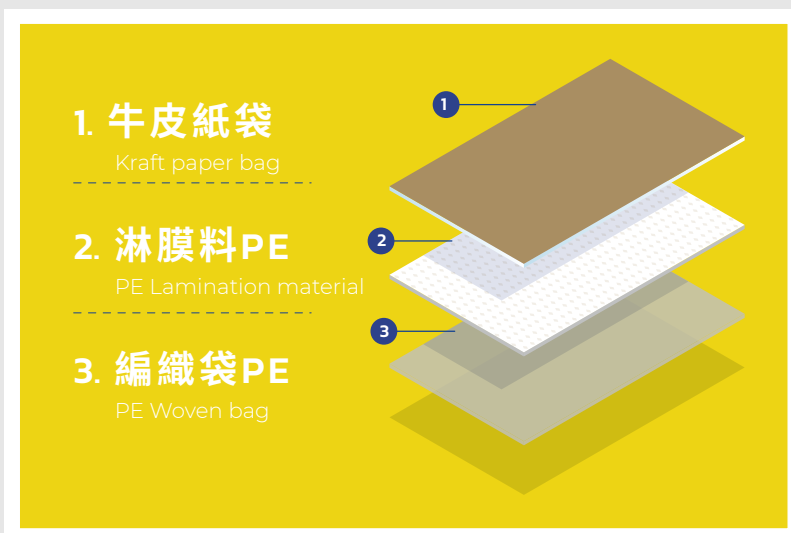 1. 牛皮紙袋
Kraft paper bag
2. 淋膜料PE
PE Lamination material
3. 編織袋PE
PE Woven bag
1
2
3